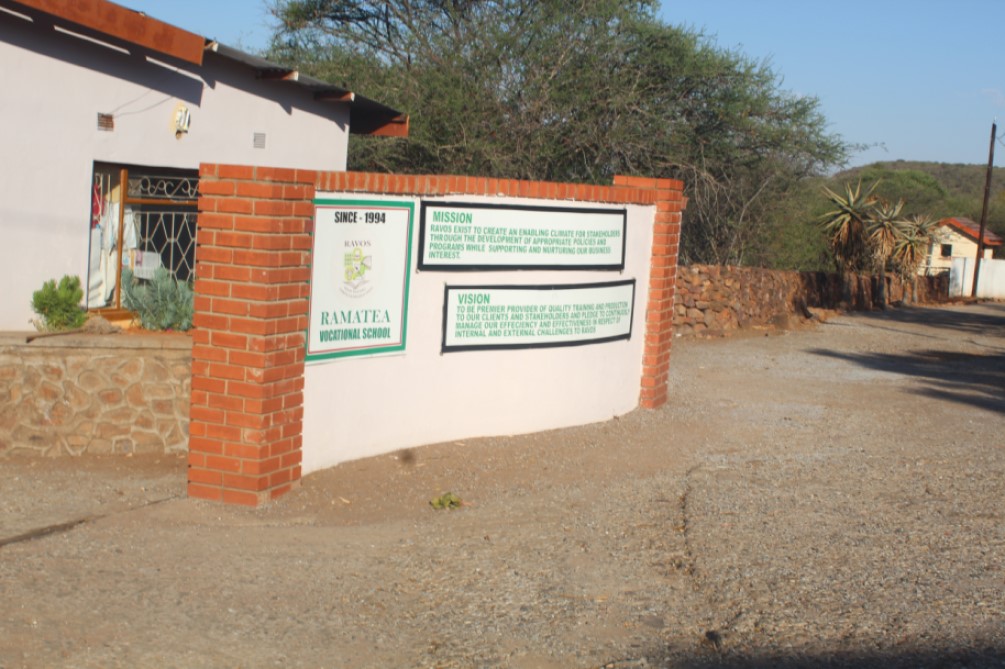 SINCE - 1994
RAVOS
RAMATEA
VOCATIONAL SCHOOL
MISSION
RAVOS EXIST TO CREATE AN ENABLING CLIMATE FOR STAKEHOLDERS
THROUGH THE DEVELOPMENT OF APPROPRIATE POLICIES AND
PROGRAMS WHILE SUPPORTING AND NURTURING OUR BUSINESS
INTEREST.
VISION
TO BE PREMIER PROVIDER OF QUALITY TRAINING AND PRODUCTION
TO OUR CLIENTS AND STAKEHOLDERS AND PLEDGE TO CONTINUALLY
MANAGE OUR EFFECIENCY AND EFFECTIVENESS IN RESPECT OF
INTERNAL AND EXTERNAL CHALLENGES TO RAVOS